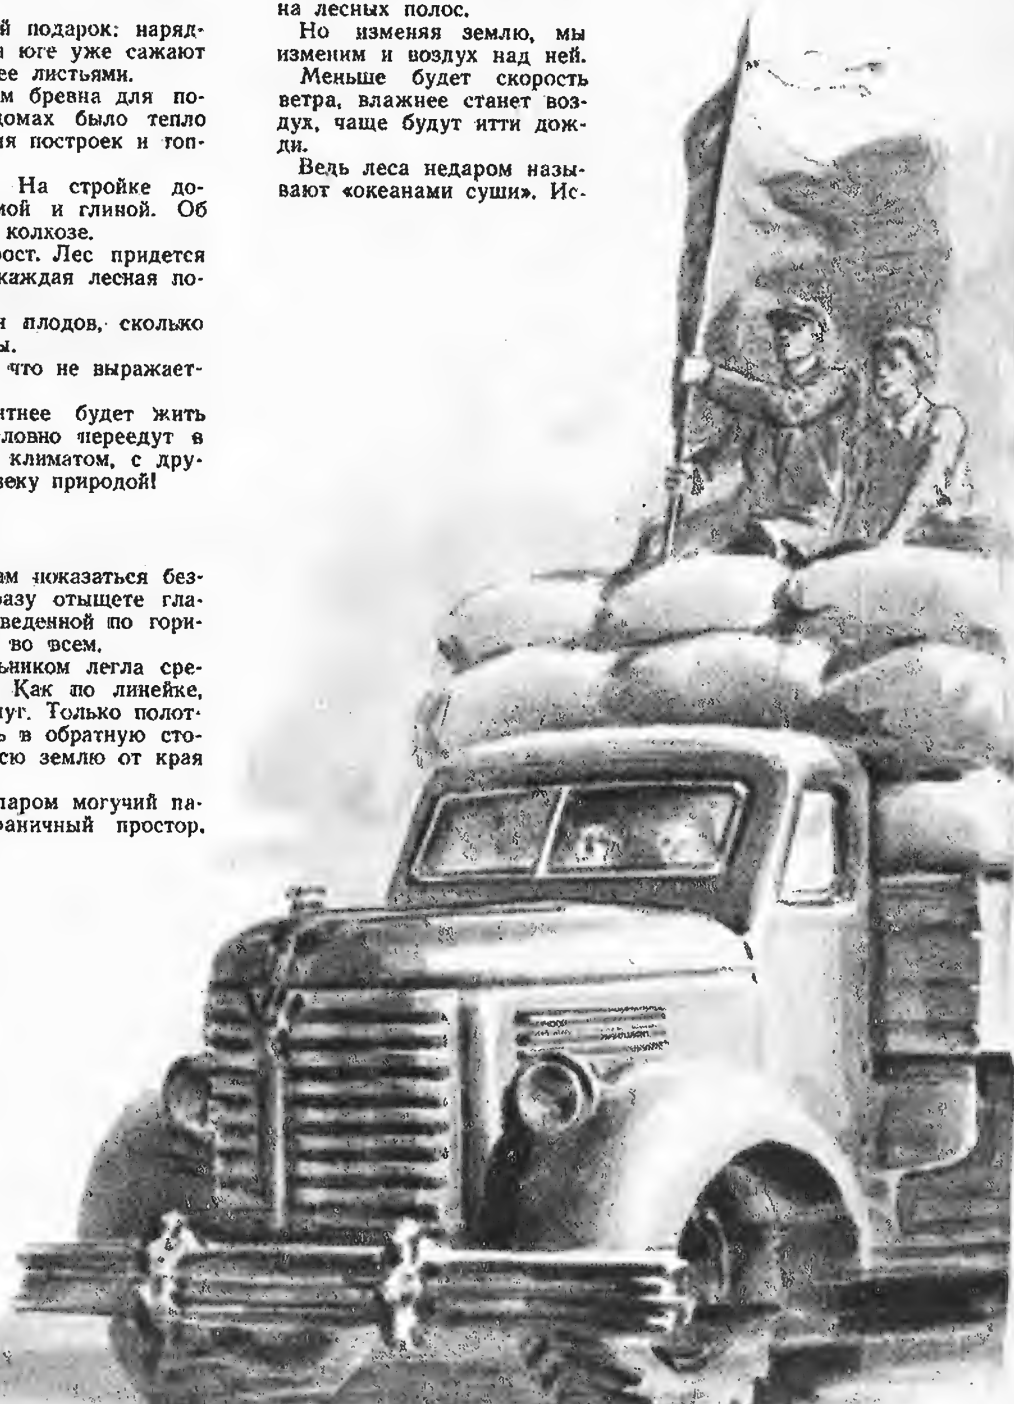 й подарок: наряд-
юге уже сажают
ее листьями.
м бревна для по-
домах было тепло
ия построек и топ-
На стройке до-
мой и глиной. Об
колхозе.
рост. Лес придется
каждая лесная по-
и плодов, сколько
ы.
что не выражает-
ятнее будет жить
ловно переедут в
климатом, с дру-
веку природой!
ам показаться без-
разу отыщете гла-
веденной по гори-
во всем.
ьником легла сре-
Как по линейке,
луг. Только полот-
ь в обратную сто-
сю землю от края
паром могучий па-
раничный простор,
на лесных полос.
Но изменяя землю, мы
изменим и воздух над ней.
Меньше будет скорость
ветра, влажнее станет воз-
дух, чаще будут итти дож-
ди.
Ведь леса недаром назы-
вают «океанами суши». Ис-